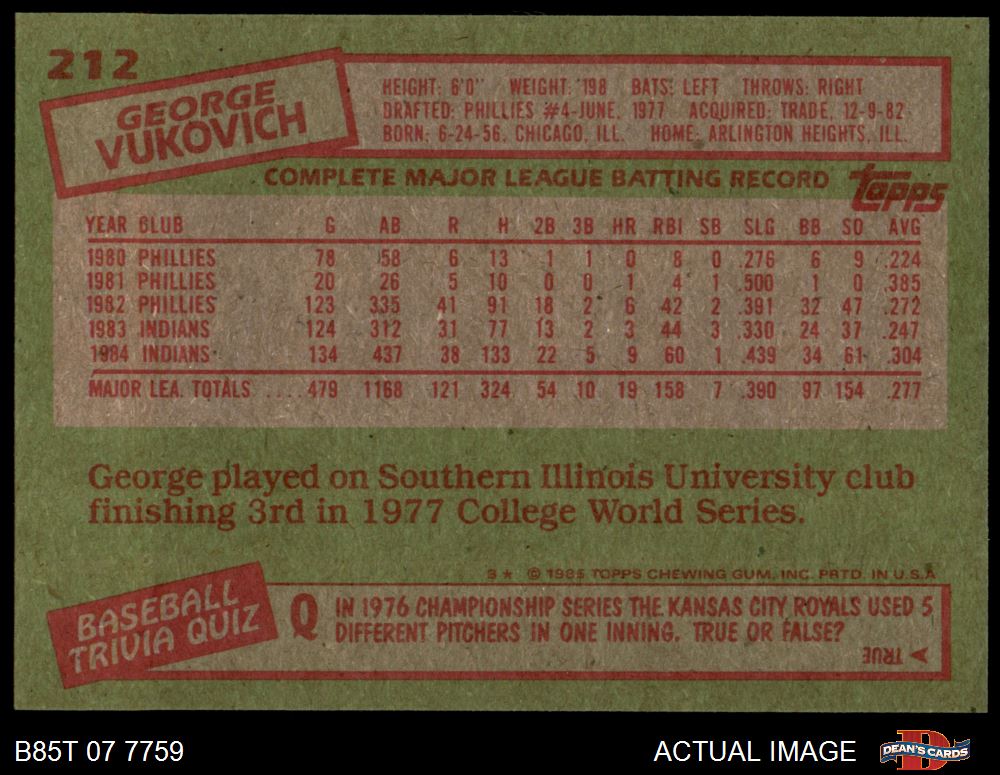 212
GEORGE
VUKOVICH
HEIGHT: 6'0" WEIGHT: 198 BATS: LEFT THROWS: RIGHT
DRAFTED: PHILLIES #4-JUNE, 1977 ACQUIRED: TRADE, 12-9-82
BORN: 6-24-56, CHICAGO, ILL. HOME: ARLINGTON HEIGHTS, ILL.
COMPLETE MAJOR LEAGUE BATTING RECORD
topps
YEAR CLUB G AB R H 2B 3B HR RBI SB SLG BB SO AVG
1980 PHILLIES 78 58 6 13 1 1 0 8 0 .276 6 9 .224
1981 PHILLIES 20 26 5 10 0 0 1 4 1 .500 1 0 .385
1982 PHILLIES 123 335 41 91 18 2 6 42 2 .391 32 47 .272
1983 INDIANS 124 312 31 77 13 2 3 44 3 .330 24 37 .247
1984 INDIANS 134 437 38 133 22 5 9 60 1 .439 34 61 .304
MAJOR LEA. TOTALS ....479 1168 121 324 54 10 19 158 7 .390 97 154 .277
George played on Southern Illinois University club
finishing 3rd in 1977 College World Series.
B* © 1985 TOPPS CHEWING GUM, INC. PRTD. IN U.S.A.
BASEBALL
TRIVIA QUIZ
Q IN 1976 CHAMPIONSHIP SERIES THE KANSAS CITY ROYALS USED 5
DIFFERENT PITCHERS IN ONE INNING. TRUE OR FALSE?
A TRUE
B85T 07 7759
ACTUAL IMAGE
D
DEAN'S CARDS